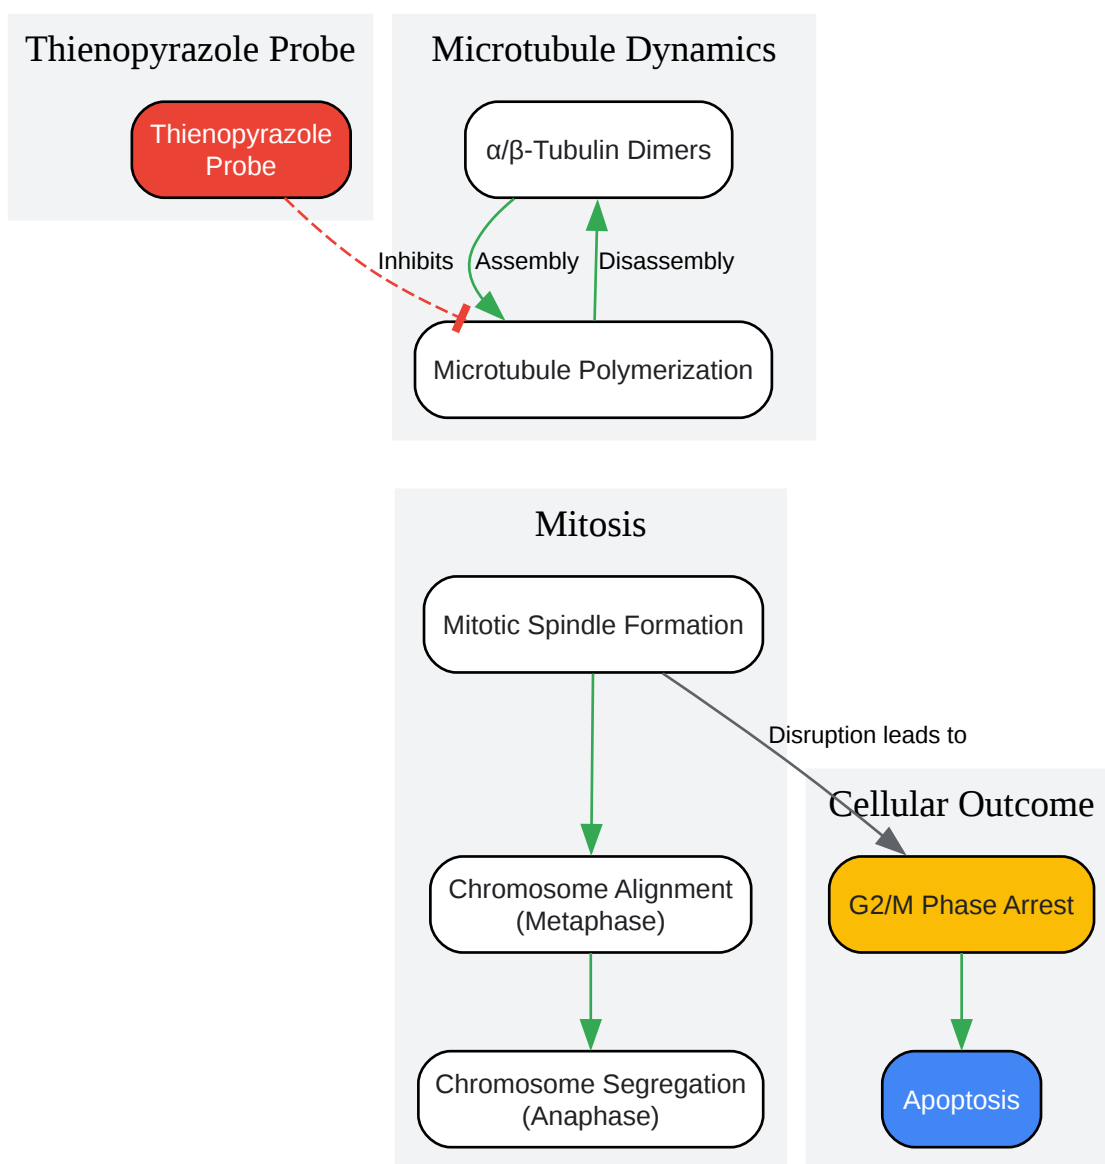 Thienopyrazole Probe
Thienopyrazole
Probe
Microtubule Dynamics
α/β-Tubulin Dimers
Inhibits
Assembly
Disassembly
Microtubule Polymerization
Mitosis
Mitotic Spindle Formation
Disruption leads to
Chromosome Alignment
(Metaphase)
Chromosome Segregation
(Anaphase)
Cellular Outcome
G2/M Phase Arrest
Apoptosis